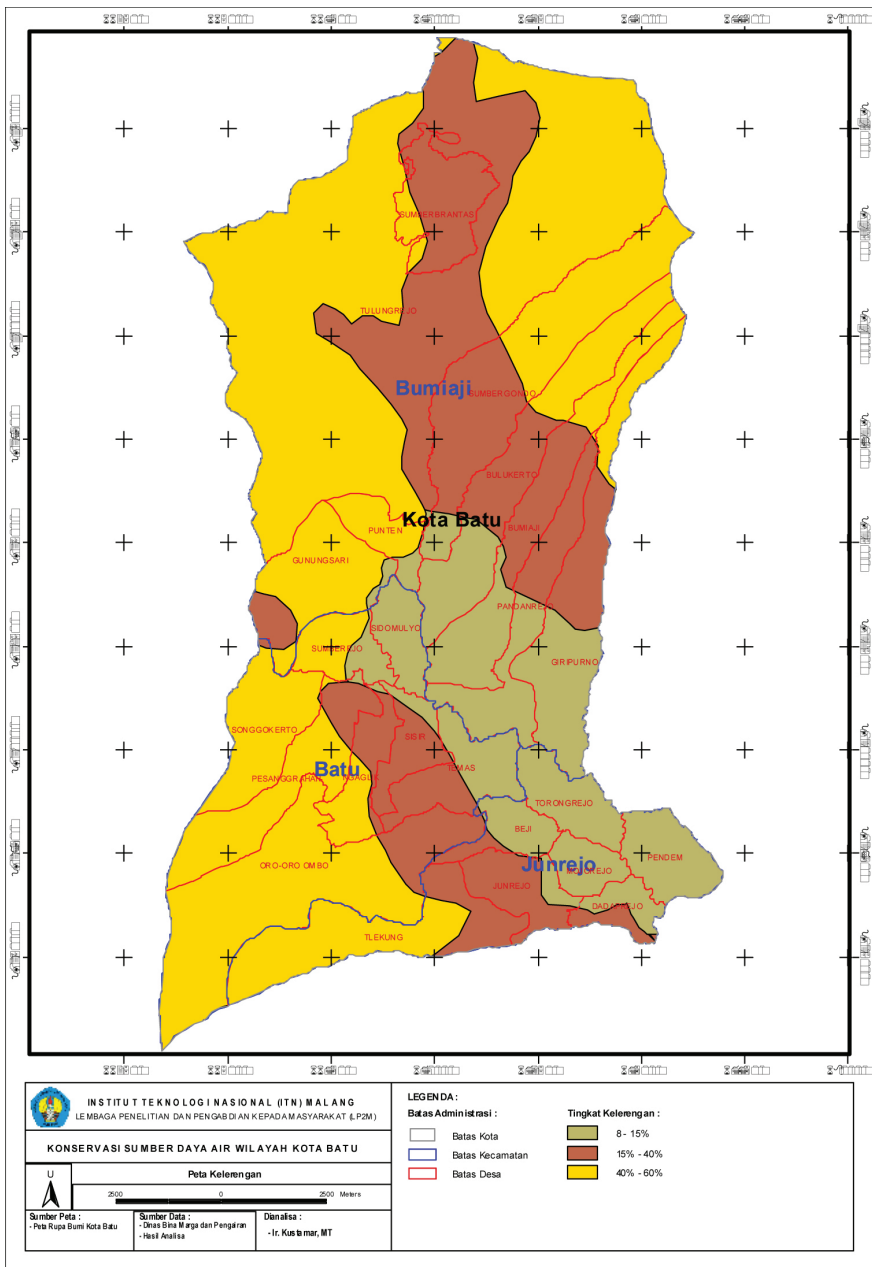 SUMBERBRANTAS
TULUNGREJO
Bumiaji
SUMBERGONDO
BULUKERTO
Kota Batu
BUMIAJI
PUNTEN
GUNUNGSARI
PANDANREJO
SIDOMULYO
SUMBEREJO
GIRIPURNO
SONGGOKERTO
SISIR
Batu
TEMAS
PESANGGRAHAN
NGAGLIK
TORONGREJO
BEJI
PENDEM
ORO-ORO OMBO
Junrejo
MOJOREJO
JUNREJO
DADAPREJO
TLEKUNG
INSTITUT TEKNOLOGI NASIONAL (ITN) MALANG
LEMBAGA PENELITIAN DAN PENGABDIAN KEPADA MASYARAKAT (LP2M)
KONSERVASI SUMBER DAYA AIR WILAYAH KOTA BATU
U
Peta Kelerengan
2500 0 2500 Meters
Sumber Peta :
- Peta Rupa Bumi Kota Batu
Sumber Data :
- Dinas Bina Marga dan Pengairan
- Hasil Analisa
Dianalisa :
- Ir. Kustamar, MT
LEGENDA :
Batas Administrasi :
Batas Kota
Batas Kecamatan
Batas Desa
Tingkat Kelerengan :
8 - 15%
15% - 40%
40% - 60%